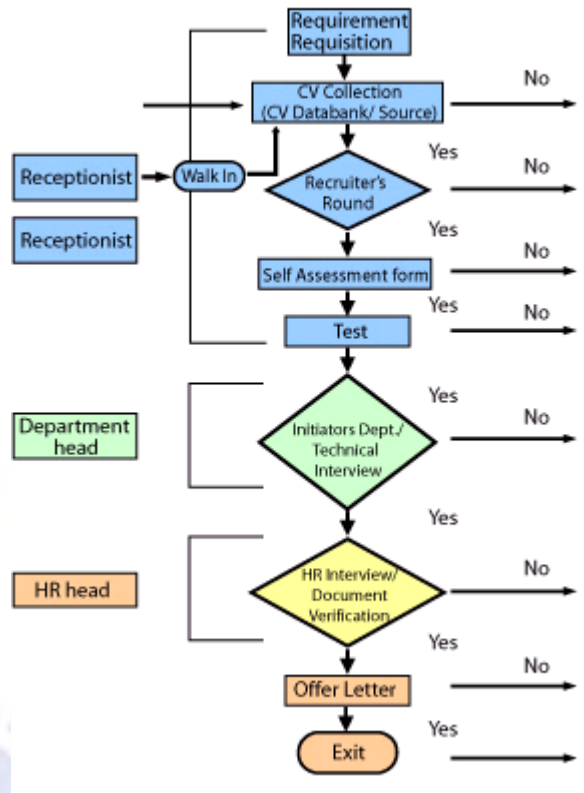 Requirement
Requisition
No
CV Collection
(CV Databank/ Source)
Yes
No
Receptionist
Walk In
Recruiter's
Round
Receptionist
Yes
No
Self Assessment form
Yes
No
Test
Yes
No
Department
head
Initiators Dept./
Technical
Interview
Yes
No
HR head
HR Interview/
Document
Verification
Yes
No
Offer Letter
Yes
Exit